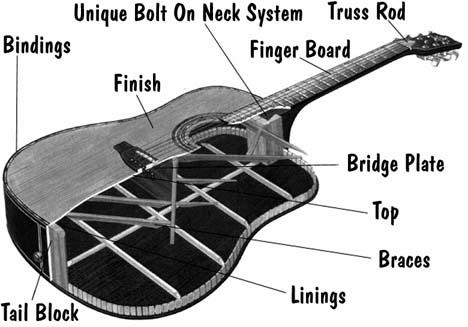 Unique Bolt On Neck System
Truss Rod
Bindings
Finger Board
Finish
Bridge Plate
Top
Braces
Linings
Tail Block